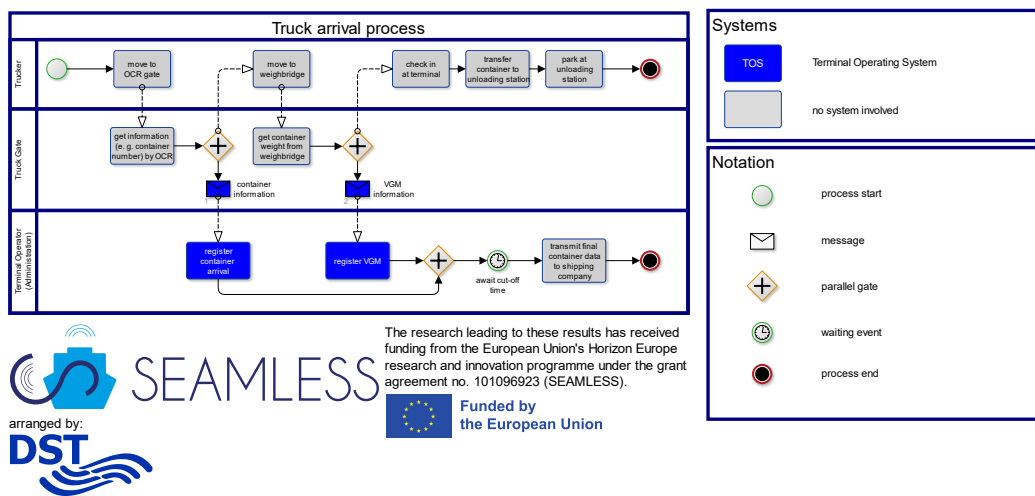 Truck arrival process
Trucker
move to
OCR gate
move to
weighbridge
check in
at terminal
transfer
container to
unloading station
park at
unloading
station
Truck Gate
get information
(e. g. container
number) by OCR
get container
weight from
weighbridge
container
information
1
VGM
information
2
Terminal Operator
(Administration)
register
container
arrival
register VGM
await cut-off
time
transmit final
container data
to shipping
company
Systems
TOS
Terminal Operating System
no system involved
Notation
process start
message
parallel gate
waiting event
process end
SEAMLESS
The research leading to these results has received
funding from the European Union's Horizon Europe
research and innovation programme under the grant
agreement no. 101096923 (SEAMLESS).
Funded by
the European Union
arranged by:
DST